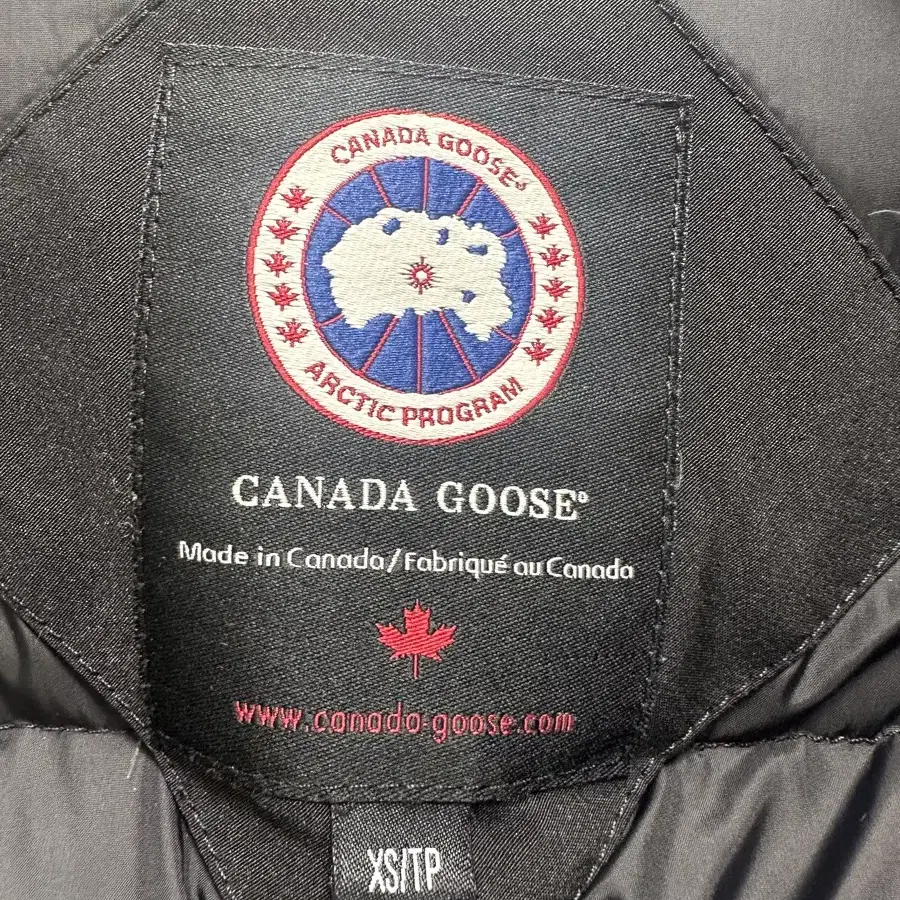 CANADA GOOSE®
ARCTIC PROGRAM
CANADA GOOSE®
Made in Canada/Fabriqué au Canada
www.canada-goose.com
XS/TP